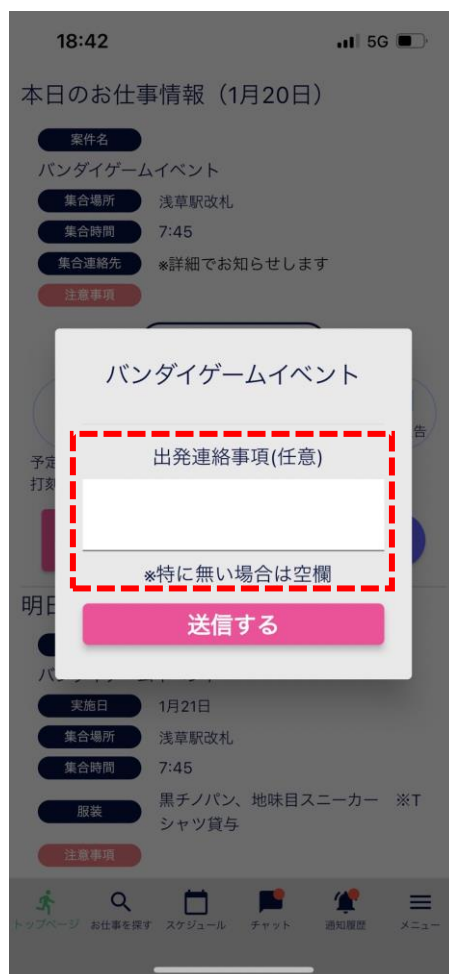 18:42
5G
本日のお仕事情報（1月20日）
案件名
バンダイゲームイベント
集合場所 浅草駅改札
集合時間 7:45
集合連絡先 ※詳細でお知らせします
注意事項
バンダイゲームイベント
告
予定
打刻
出発連絡事項(任意)
※特に無い場合は空欄
送信する
明日
実施日 1月21日
集合場所 浅草駅改札
集合時間 7:45
服装 黒チノパン、地味目スニーカー ※T
シャツ貸与
注意事項
トップページ お仕事を探す スケジュール チャット 通知履歴 メニュー